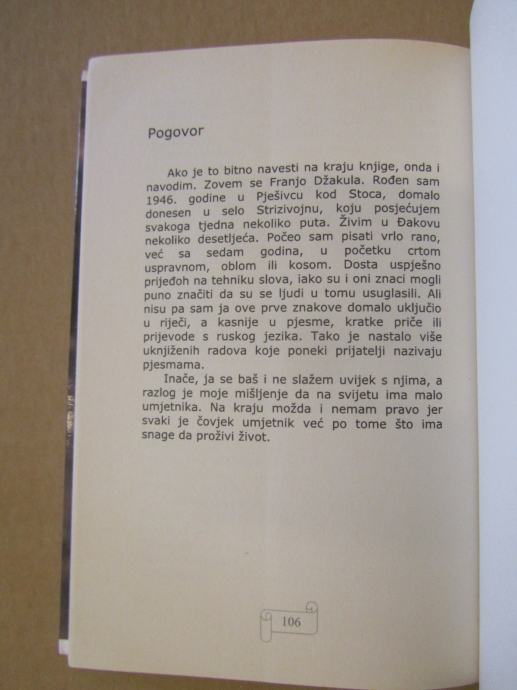 Pogovor
Ako je to bitno navesti na kraju knjige, onda i
navodim. Zovem se Franjo Džakula. Rođen sam
1946. godine u Pješivcu kod Stoca, domalo
donesen u selo Strizivojnu, koju posjećujem
svakoga tjedna nekoliko puta. Živim u Đakovu
nekoliko desetljeća. Počeo sam pisati vrlo rano,
već sa sedam godina, u početku crtom
uspravnom, oblom ili kosom. Dosta uspješno
prijeđoh na tehniku slova, iako su i oni znaci mogli
puno značiti da su se ljudi u tomu usuglasili. Ali
nisu pa sam ja ove prve znakove domalo uključio
u riječi, a kasnije u pjesme, kratke priče ili
prijevode s ruskog jezika. Tako je nastalo više
uknjiženih radova koje poneki prijatelji nazivaju
pjesmama.
Inače, ja se baš i ne slažem uvijek s njima, a
razlog je moje mišljenje da na svijetu ima malo
umjetnika. Na kraju možda i nemam pravo jer
svaki je čovjek umjetnik već po tome što ima
snage da proživi život.
106